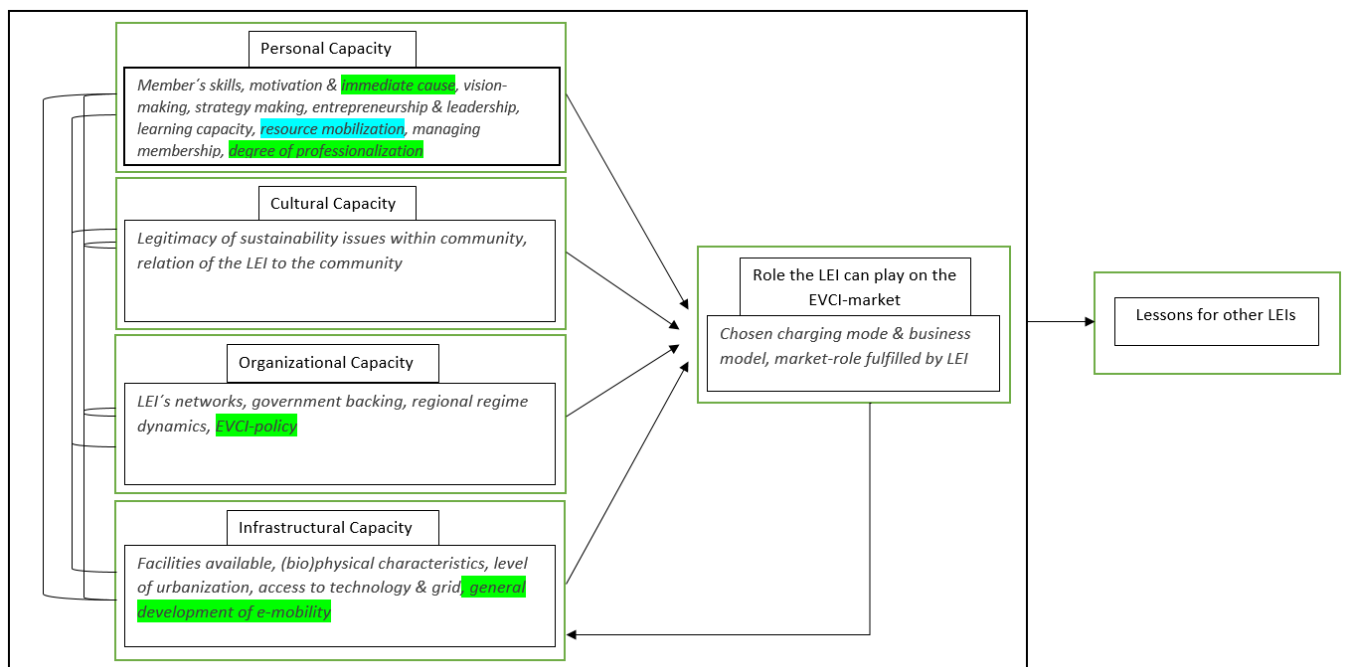 Personal Capacity
Member´s skills, motivation & immediate cause, vision-
making, strategy making, entrepreneurship & leadership,
learning capacity, resource mobilization, managing
membership, degree of professionalization
Cultural Capacity
Legitimacy of sustainability issues within community,
relation of the LEI to the community
Organizational Capacity
LEI´s networks, government backing, regional regime
dynamics, EVCI-policy
Infrastructural Capacity
Facilities available, (bio)physical characteristics, level
of urbanization, access to technology & grid, general
development of e-mobility
Role the LEI can play on the
EVCI-market
Chosen charging mode & business
model, market-role fulfilled by LEI
Lessons for other LEIs